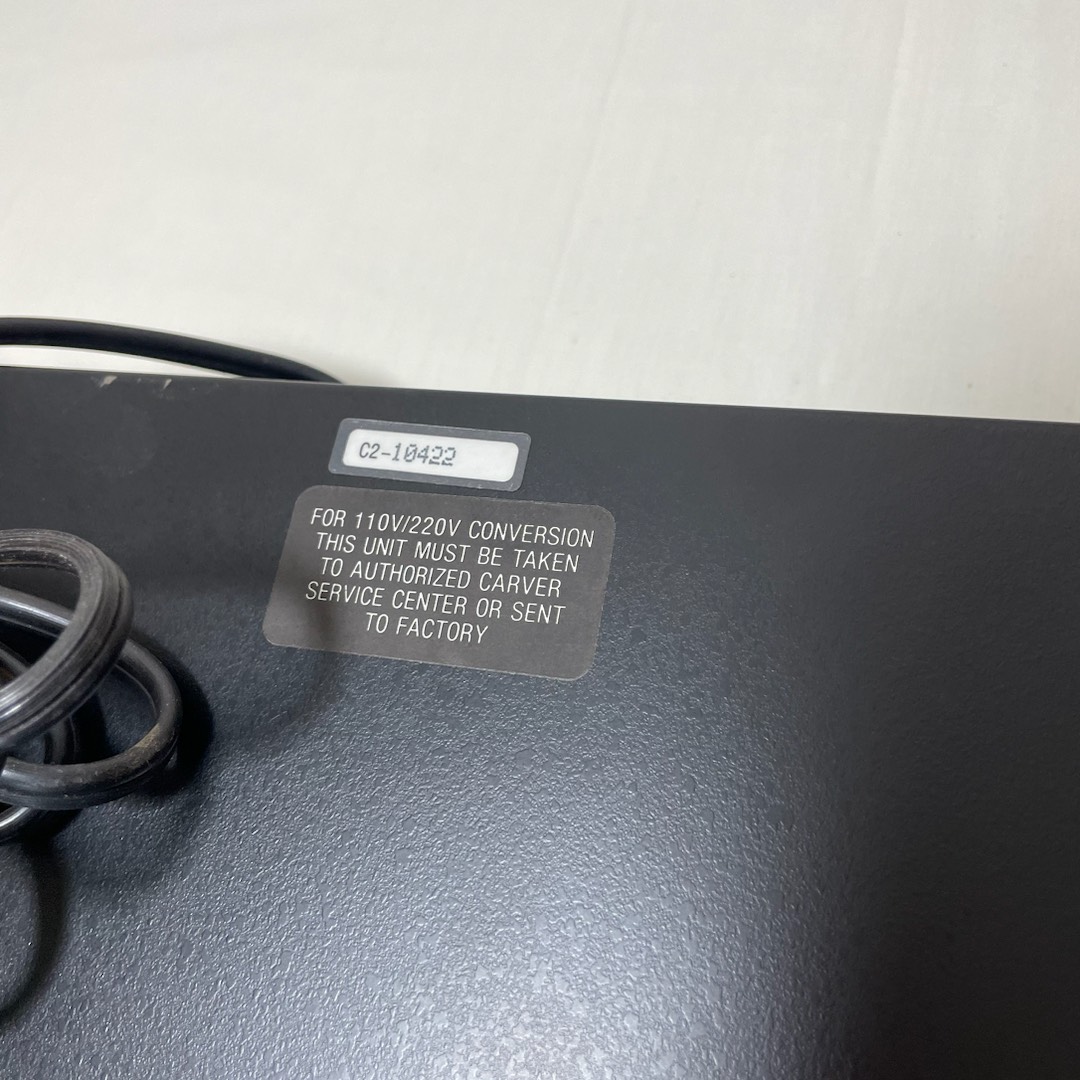 C2-10422
FOR 110V/220V CONVERSION
THIS UNIT MUST BE TAKEN
TO AUTHORIZED CARVER
SERVICE CENTER OR SENT
TO FACTORY